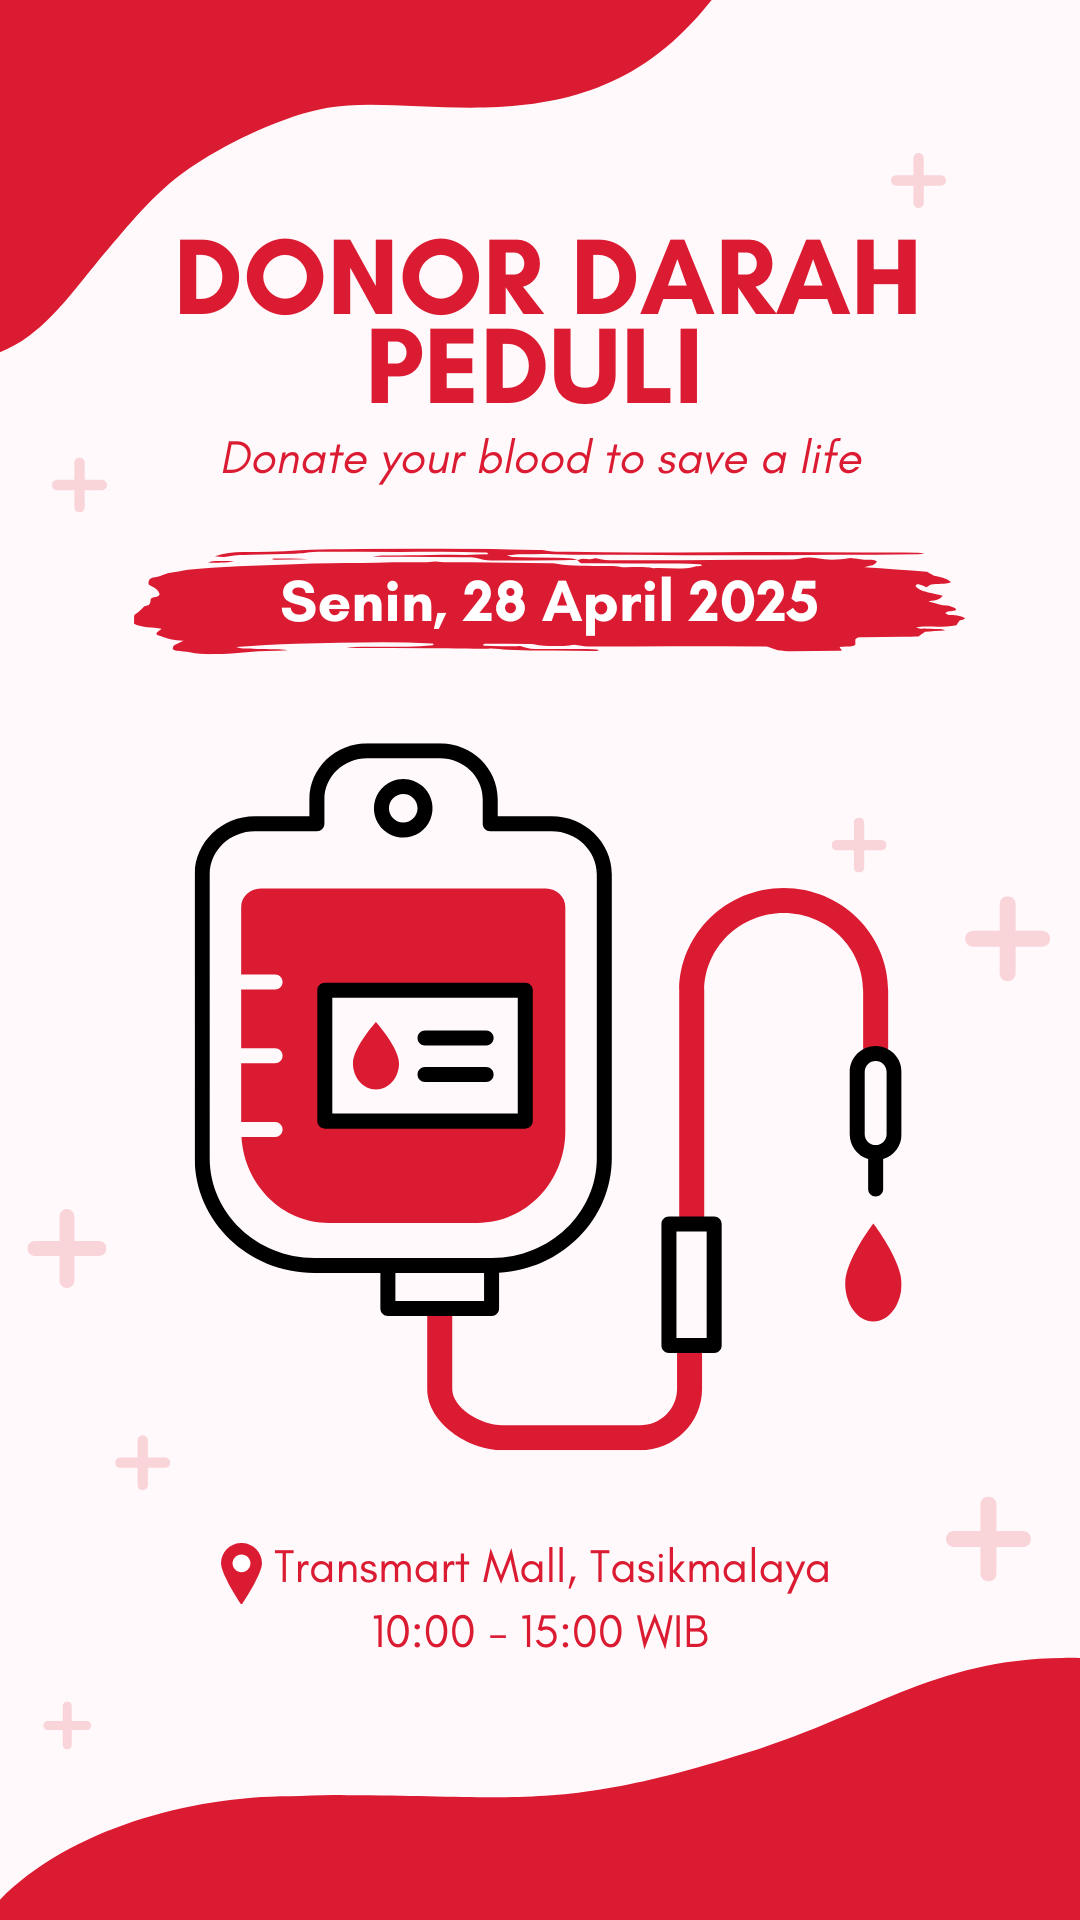 DONOR DARAH
PEDULI
Donate your blood to save a life
Senin, 28 April 2025
Transmart Mall, Tasikmalaya
10:00 – 15:00 WIB